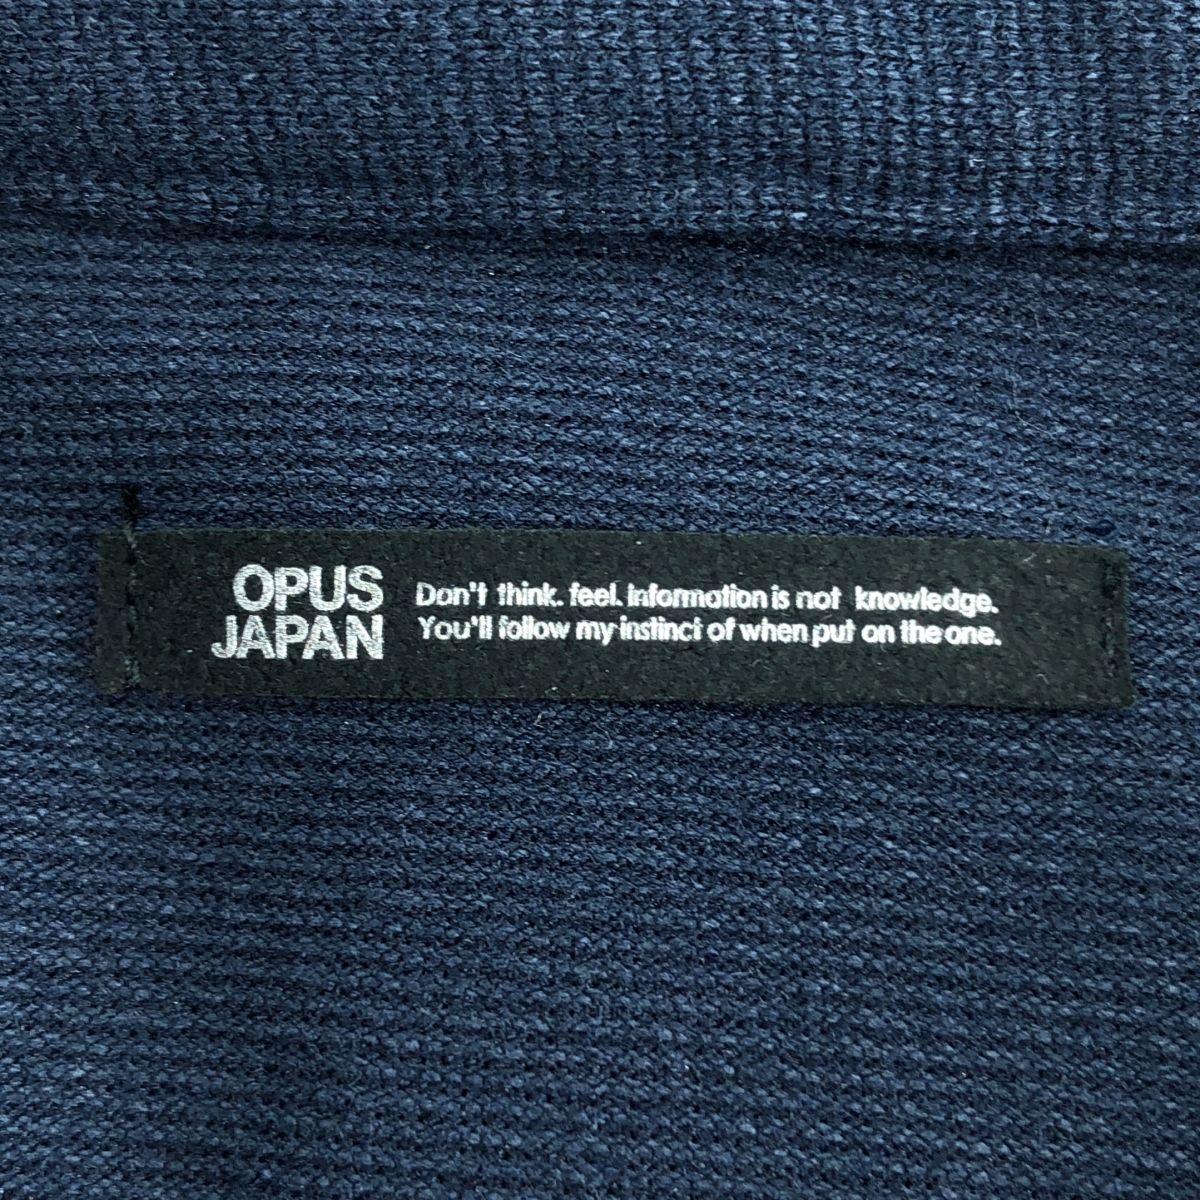 OPUS
JAPAN
Don't think. feel. Information is not knowledge.
You'll follow my instinct of when put on the one.